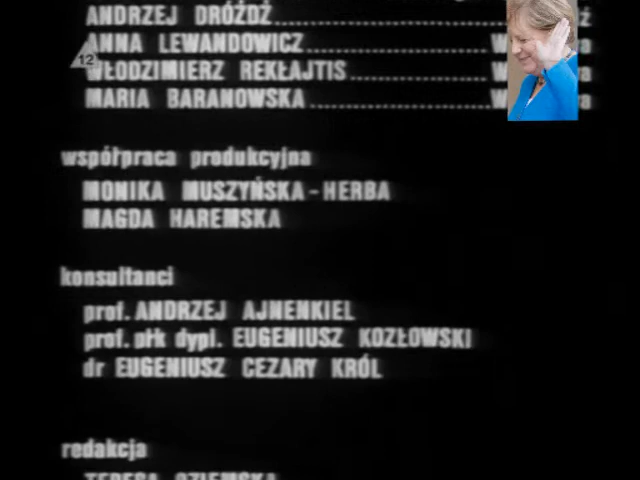 ANDRZEJ DRÓŻDŻ
ANNA LEWANDOWICZ
12
WŁODZIMIERZ REKŁAJTIS
MARIA BARANOWSKA
współpraca produkcyjna
MONIKA MUSZYŃSKA-HERBA
MAGDA HAREMSKA
konsultanci
prof. ANDRZEJ AJNENKIEL
prof. płk dypl. EUGENIUSZ KOZŁOWSKI
dr EUGENIUSZ CEZARY KRÓL
redakcja